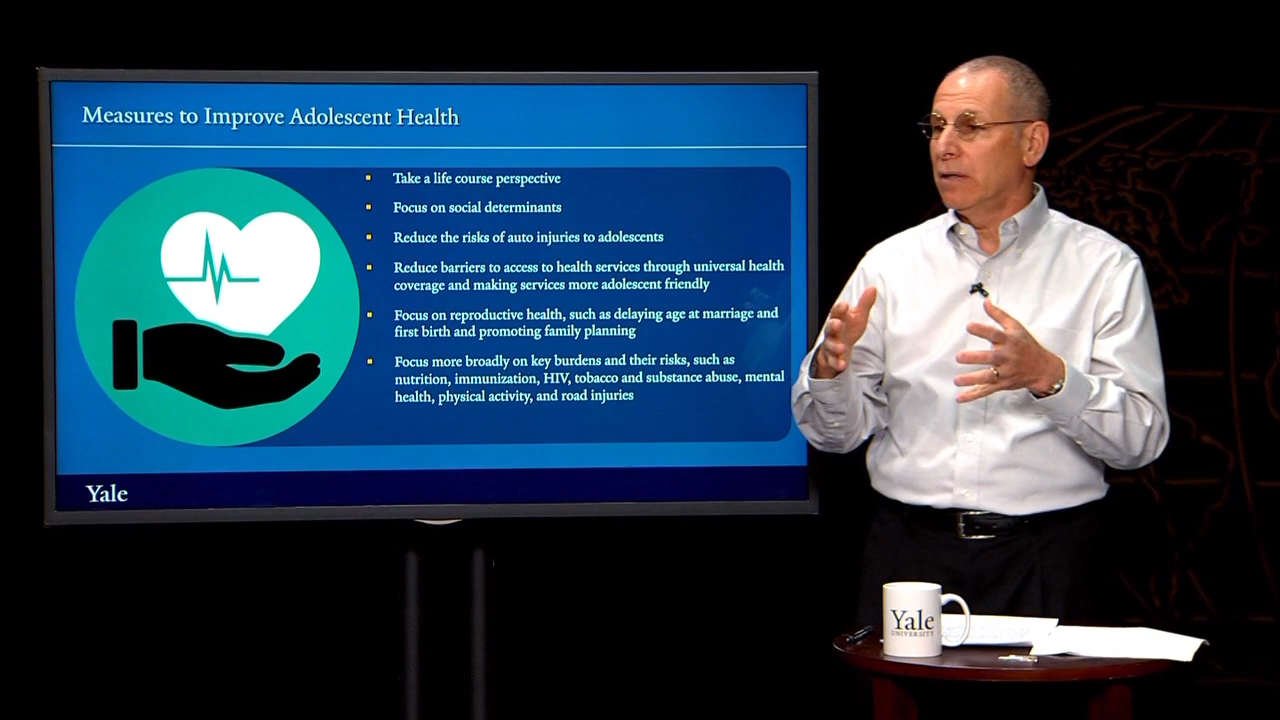 Measures to Improve Adolescent Health
Take a life course perspective
Focus on social determinants
Reduce the risks of auto injuries to adolescents
Reduce barriers to access to health services through universal health
coverage and making services more adolescent friendly
Focus on reproductive health, such as delaying age at marriage and
first birth and promoting family planning
Focus more broadly on key burdens and their risks, such as
nutrition, immunization, HIV, tobacco and substance abuse, mental
health, physical activity, and road injuries
Yale
Yale
UNIVERSITY